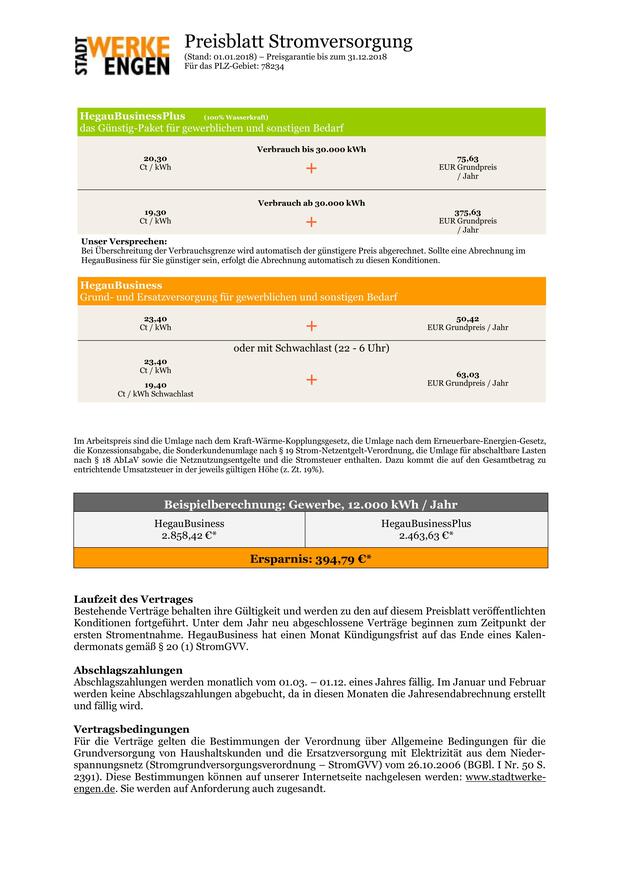 STADT WERKE ENGEN
Preisblatt Stromversorgung
(Stand: 01.01.2018) – Preisgarantie bis zum 31.12.2018
Für das PLZ-Gebiet: 78234
HegauBusinessPlus (100% Wasserkraft)
das Günstig-Paket für gewerblichen und sonstigen Bedarf
Verbrauch bis 30.000 kWh
20,30 + 75,63
Ct / kWh EUR Grundpreis
/ Jahr
Verbrauch ab 30.000 kWh
19,30 + 375,63
Ct / kWh EUR Grundpreis
/ Jahr
Unser Versprechen:
Bei Überschreitung der Verbrauchsgrenze wird automatisch der günstigere Preis abgerechnet. Sollte eine Abrechnung im
HegauBusiness für Sie günstiger sein, erfolgt die Abrechnung automatisch zu diesen Konditionen.
HegauBusiness
Grund- und Ersatzversorgung für gewerblichen und sonstigen Bedarf
23,40 + 50,42
Ct / kWh EUR Grundpreis / Jahr
oder mit Schwachlast (22 - 6 Uhr)
23,40
Ct / kWh
+ 63,03
EUR Grundpreis / Jahr
19,40
Ct / kWh Schwachlast
Im Arbeitspreis sind die Umlage nach dem Kraft-Wärme-Kopplungsgesetz, die Umlage nach dem Erneuerbare-Energien-Gesetz,
die Konzessionsabgabe, die Sonderkundenumlage nach § 19 Strom-Netzentgelt-Verordnung, die Umlage für abschaltbare Lasten
nach § 18 AbLaV sowie die Netznutzungsentgelte und die Stromsteuer enthalten. Dazu kommt die auf den Gesamtbetrag zu
entrichtende Umsatzsteuer in der jeweils gültigen Höhe (z. Zt. 19%).
Beispielberechnung: Gewerbe, 12.000 kWh / Jahr
HegauBusiness HegauBusinessPlus
2.858,42 €* 2.463,63 €*
Ersparnis: 394,79 €*
Laufzeit des Vertrages
Bestehende Verträge behalten ihre Gültigkeit und werden zu den auf diesem Preisblatt veröffentlichten
Konditionen fortgeführt. Unter dem Jahr neu abgeschlossene Verträge beginnen zum Zeitpunkt der
ersten Stromentnahme. HegauBusiness hat einen Monat Kündigungsfrist auf das Ende eines Kalen-
dermonats gemäß § 20 (1) StromGVV.
Abschlagszahlungen
Abschlagszahlungen werden monatlich vom 01.03. – 01.12. eines Jahres fällig. Im Januar und Februar
werden keine Abschlagszahlungen abgebucht, da in diesen Monaten die Jahresendabrechnung erstellt
und fällig wird.
Vertragsbedingungen
Für die Verträge gelten die Bestimmungen der Verordnung über Allgemeine Bedingungen für die
Grundversorgung von Haushaltskunden und die Ersatzversorgung mit Elektrizität aus dem Nieder-
spannungsnetz (Stromgrundversorgungsverordnung – StromGVV) vom 26.10.2006 (BGBl. I Nr. 50 S.
2391). Diese Bestimmungen können auf unserer Internetseite nachgelesen werden: www.stadtwerke-
engen.de. Sie werden auf Anforderung auch zugesandt.